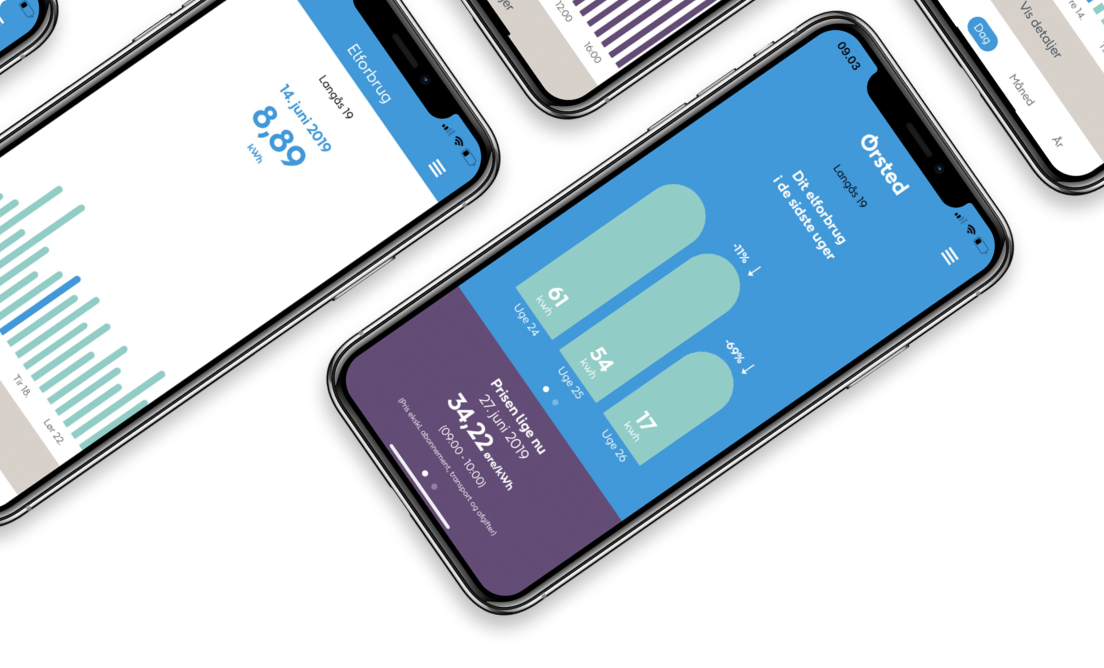 Elforbrug
Langås 19
14. juni 2019
8,89
kWh
Tir 18.
Lør 22.
12:00
16:00
09.03
Ørsted
Langås 19
Dit elforbrug
i de sidste uger
-11% ↓
-69% ↓
61
kwh
54
kwh
17
kwh
Uge 24
Uge 25
Uge 26
Prisen lige nu
27. juni 2019
34,22 øre/kWh
(09:00 - 10:00)
(Pris ekskl. abonnement, transport og afgifter)
Vis detaljer
Dag
Måned
År